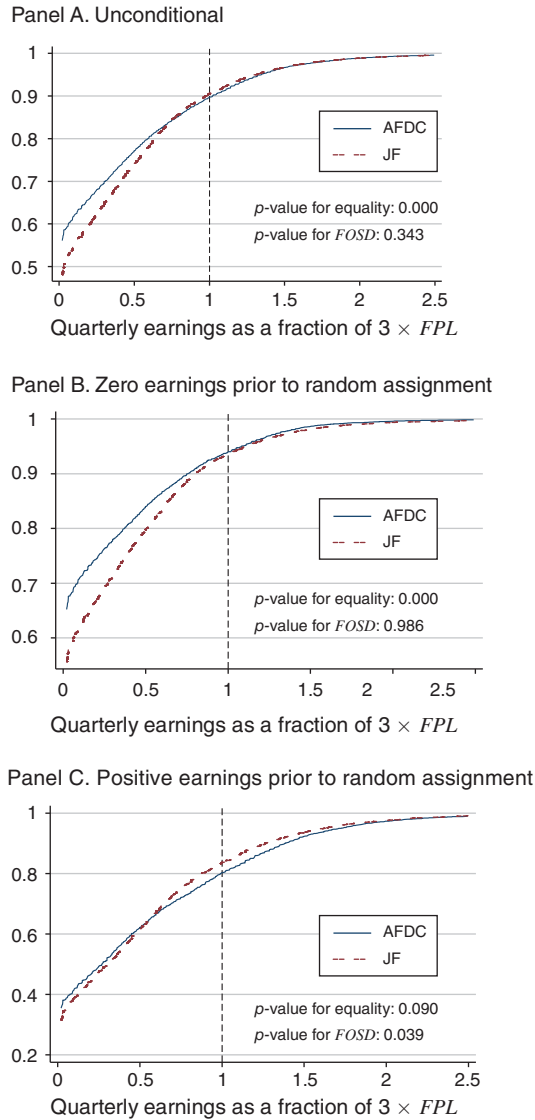 Panel A. Unconditional
1
0.9
0.8
0.7
0.6
0.5
AFDC
JF
p-value for equality: 0.000
p-value for FOSD: 0.343
0 0.5 1 1.5 2 2.5
Quarterly earnings as a fraction of 3 × FPL
Panel B. Zero earnings prior to random assignment
1
0.9
0.8
0.7
0.6
AFDC
JF
p-value for equality: 0.000
p-value for FOSD: 0.986
0 0.5 1 1.5 2 2.5
Quarterly earnings as a fraction of 3 × FPL
Panel C. Positive earnings prior to random assignment
1
0.8
0.6
0.4
0.2
AFDC
JF
p-value for equality: 0.090
p-value for FOSD: 0.039
0 0.5 1 1.5 2 2.5
Quarterly earnings as a fraction of 3 × FPL